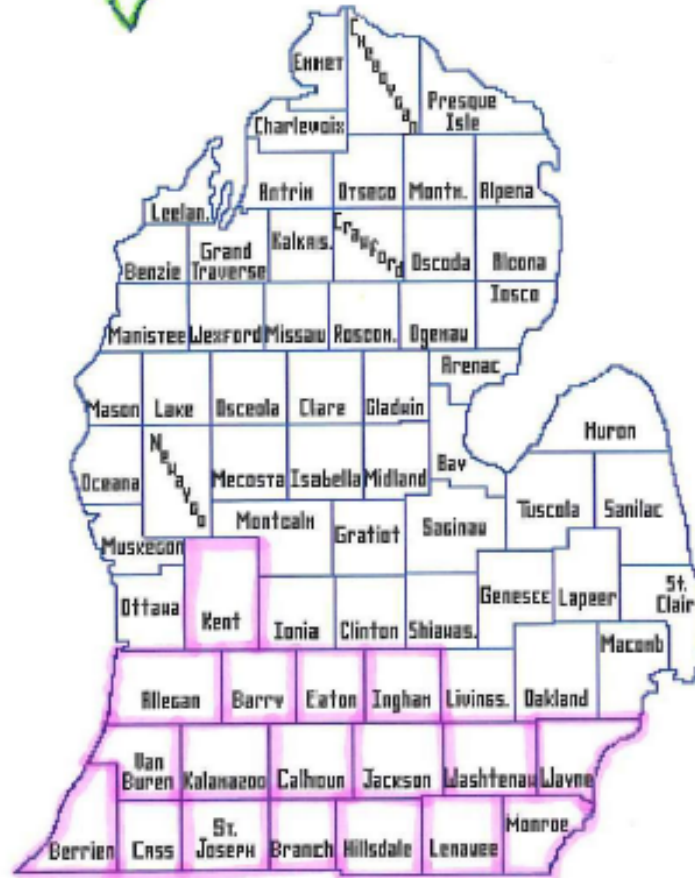 Emmet
Cheboygan
Presque
Isle
Charlevoix
Antrim
Otsego
Montm.
Alpena
Leelan.
Benzie
Grand
Traverse
Kalkas.
Crawford
Oscoda
Alcona
Iosco
Manistee
Wexford
Missau
Roscom.
Ogemaw
Arenac
Mason
Lake
Osceola
Clare
Gladwin
Huron
Oceana
Newaygo
Mecosta
Isabella
Midland
Bay
Tuscola
Sanilac
Montcalm
Gratiot
Saginaw
Muskegon
Ottawa
Kent
Ionia
Clinton
Shiawas.
Genesee
Lapeer
St.
Clair
Macomb
Allegan
Barry
Eaton
Ingham
Livings.
Oakland
Van
Buren
Kalamazoo
Calhoun
Jackson
Washtenaw
Wayne
Berrien
Cass
St.
Joseph
Branch
Hillsdale
Lenawee
Monroe